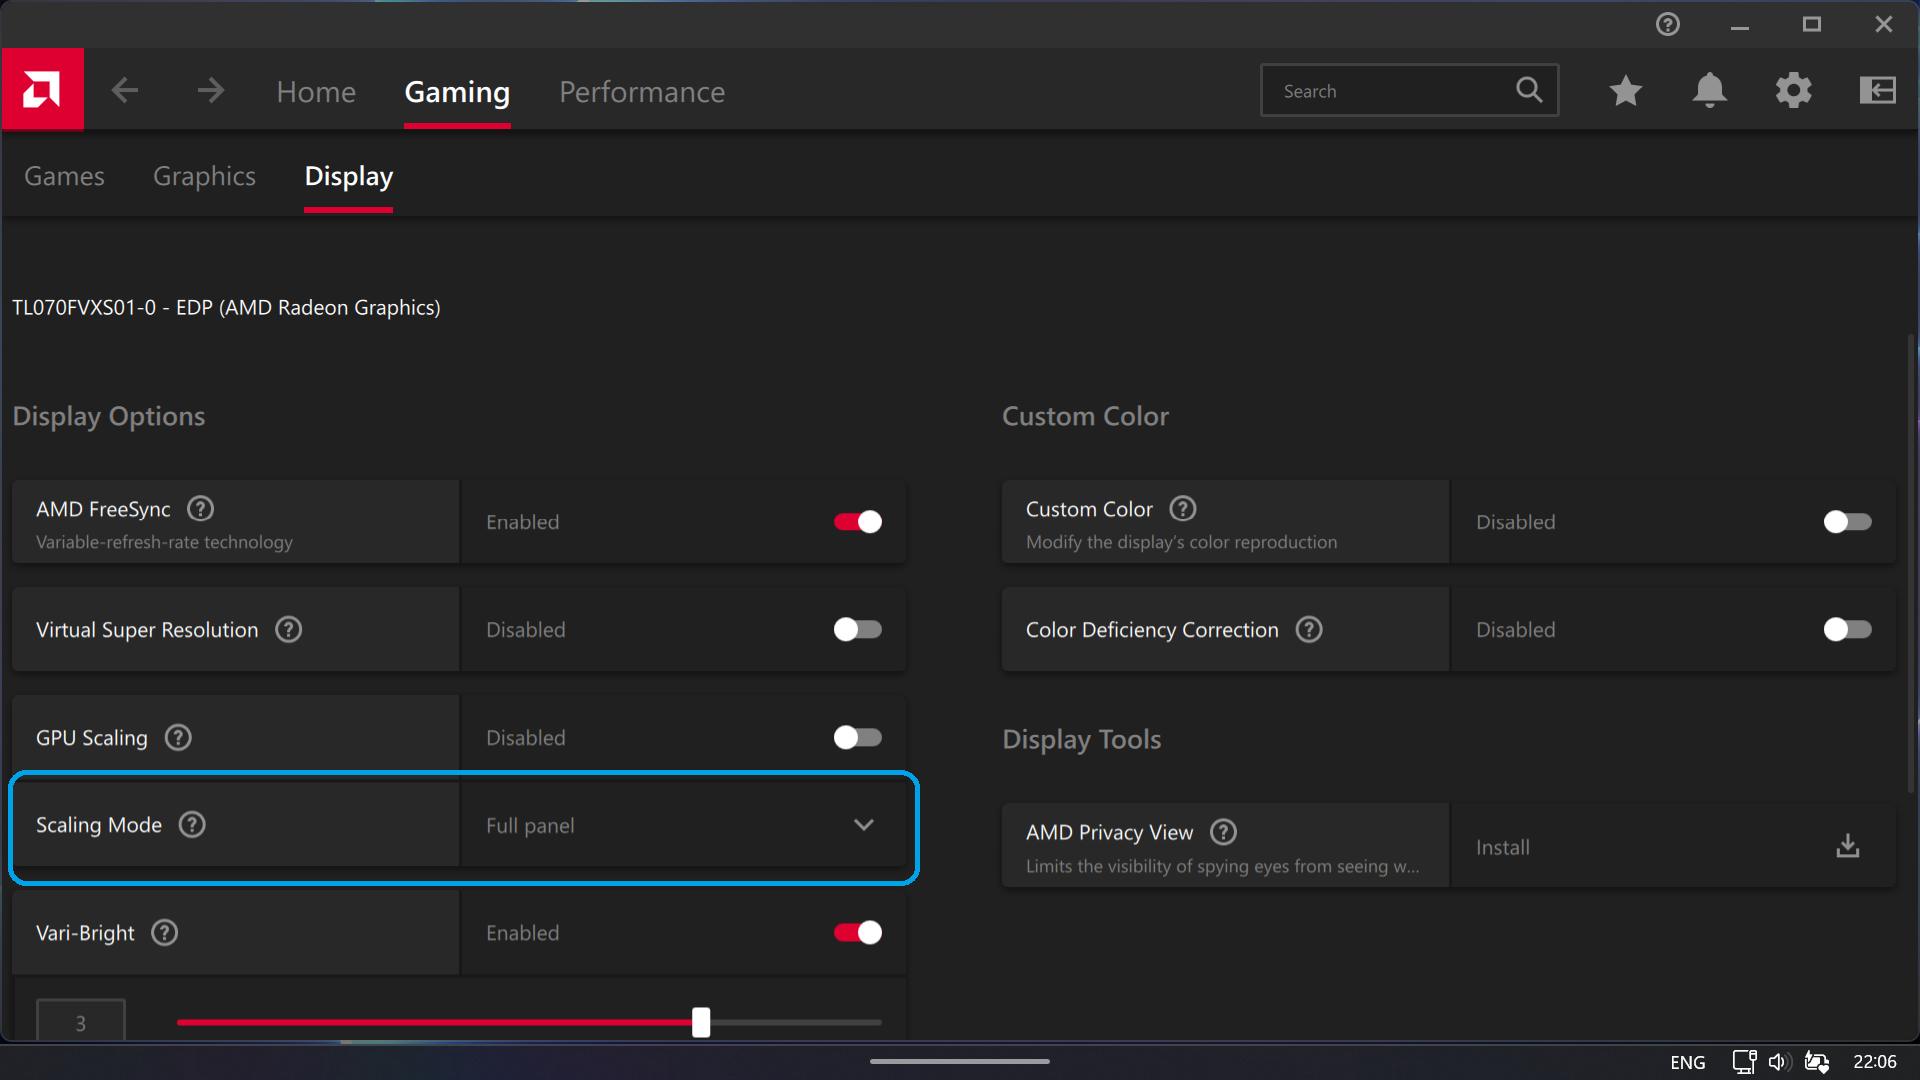 Home
Gaming
Performance
Search
Games
Graphics
Display
TL070FVXS01-0 - EDP (AMD Radeon Graphics)
Display Options
AMD FreeSync
Variable-refresh-rate technology
Enabled
Virtual Super Resolution
Disabled
GPU Scaling
Disabled
Scaling Mode
Full panel
Vari-Bright
Enabled
3
Custom Color
Custom Color
Modify the display's color reproduction
Disabled
Color Deficiency Correction
Disabled
Display Tools
AMD Privacy View
Limits the visibility of spying eyes from seeing w...
Install
ENG
22:06